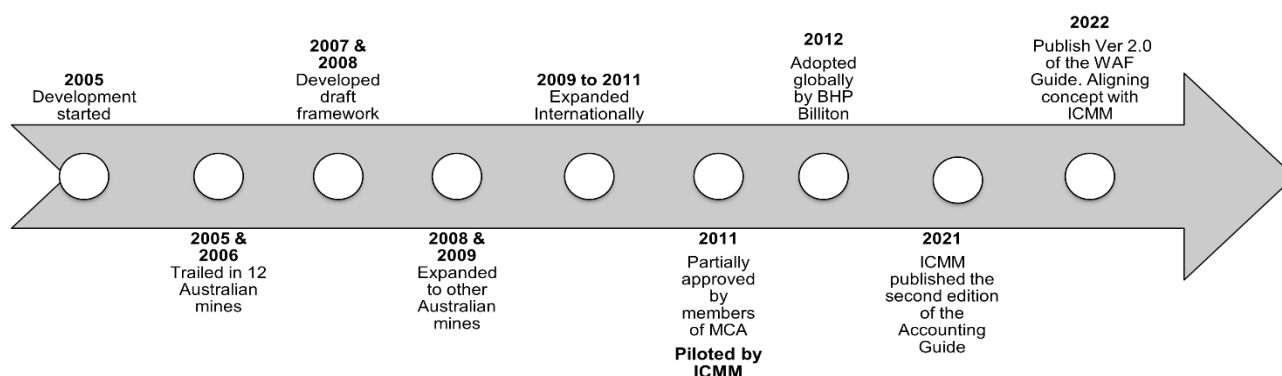 2005
Development
started
2005 &
2006
Trailed in 12
Australian
mines
2007 &
2008
Developed
draft
framework
2008 &
2009
Expanded
to other
Australian
mines
2009 to 2011
Expanded
Internationally
2011
Partially
approved
by
members
of MCA
Piloted by
ICMM
2012
Adopted
globally
by BHP
Billiton
2021
ICMM
published the
second edition
of the
Accounting
Guide
2022
Publish Ver 2.0
of the WAF
Guide. Aligning
concept with
ICMM